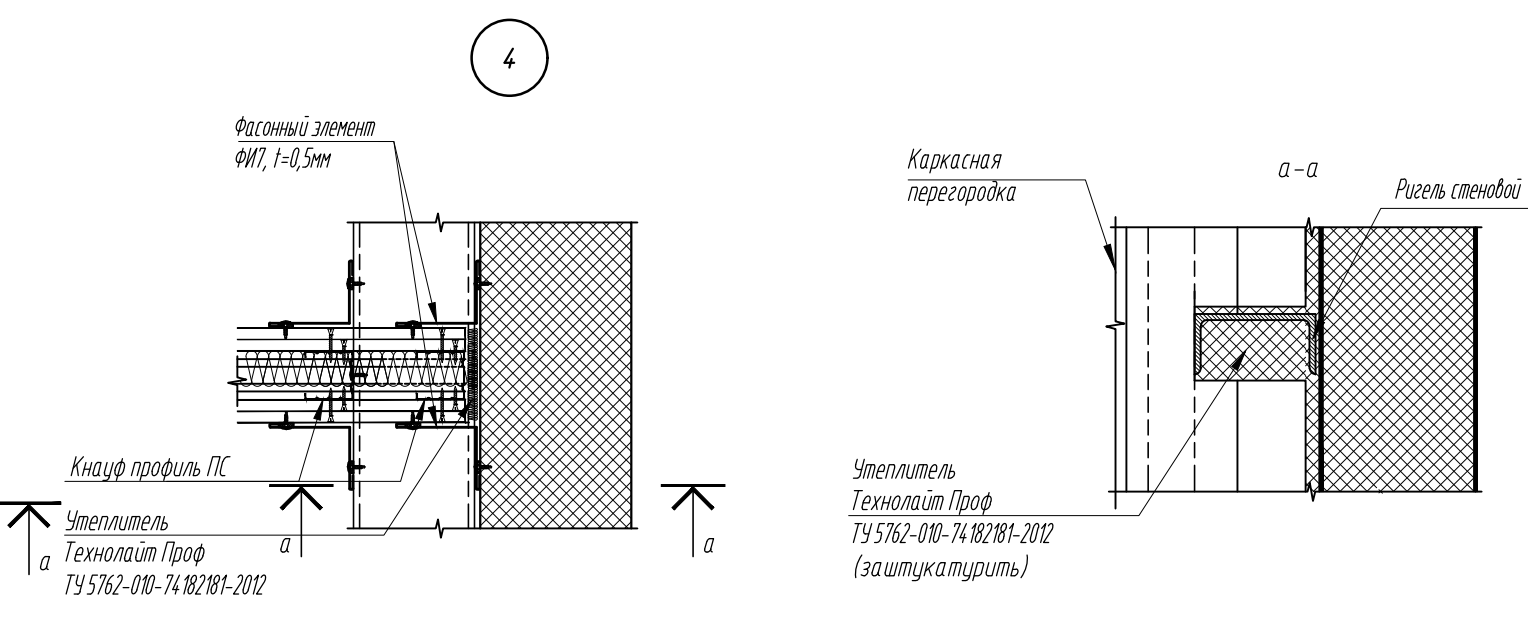 4
Фасонный элемент
ФИ7, t=0,5мм
Кнауф профиль ПС
Утеплитель
Технолайт Проф
ТУ 5762-010-74182181-2012
а
а
а
а-а
Каркасная
перегородка
Ригель стеновой
Утеплитель
Технолайт Проф
ТУ 5762-010-74182181-2012
(заштукатурить)